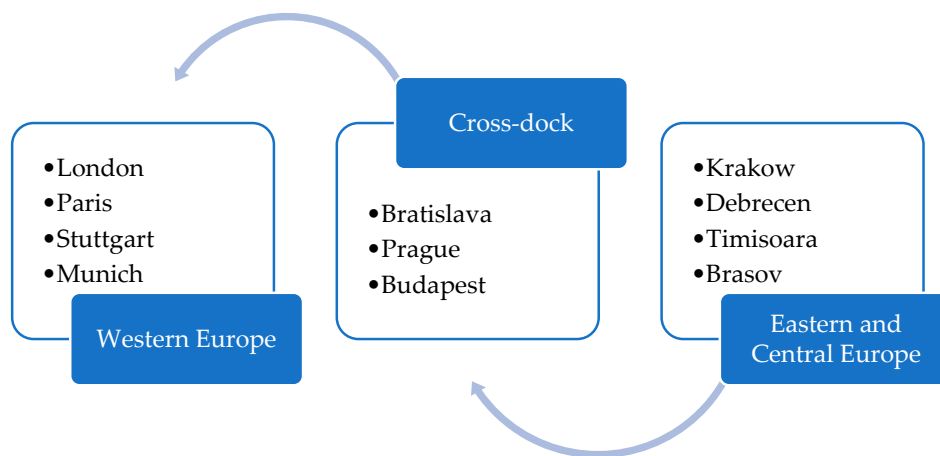 •London
•Paris
•Stuttgart
•Munich
Western Europe
Cross-dock
•Bratislava
•Prague
•Budapest
•Krakow
•Debrecen
•Timisoara
•Brasov
Eastern and
Central Europe